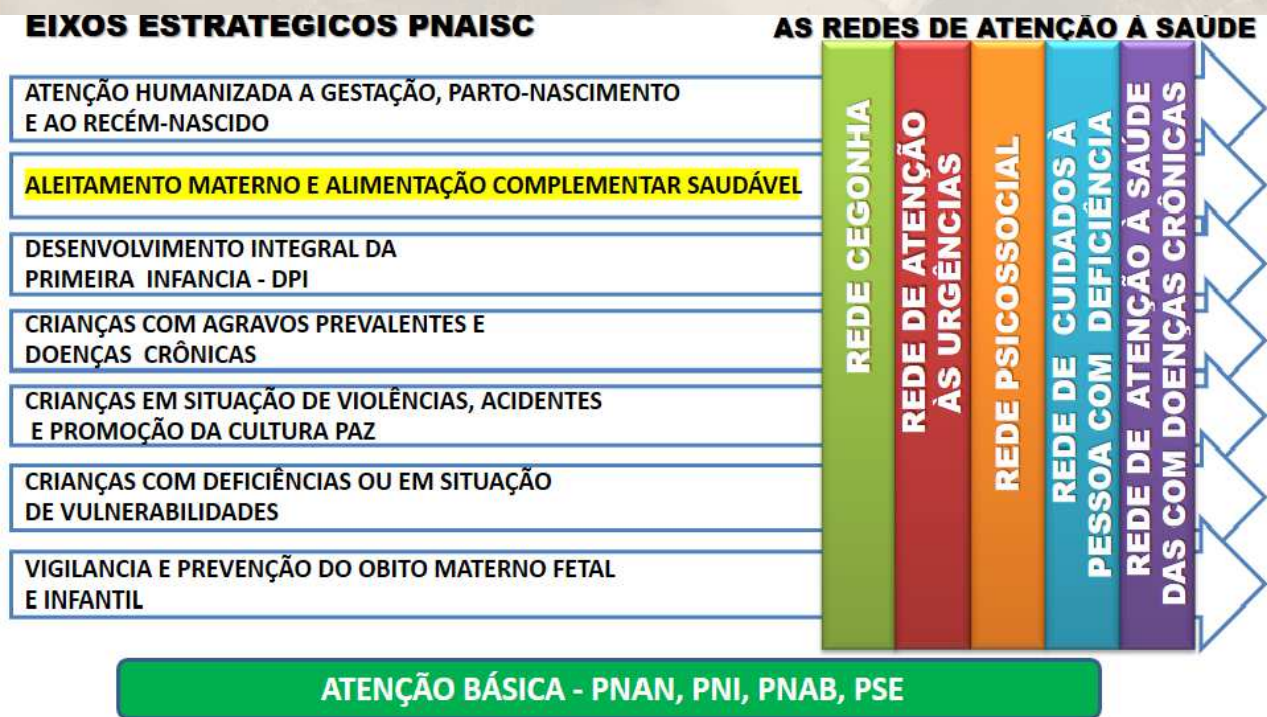 EIXOS ESTRATEGICOS PNAISC
AS REDES DE ATENÇÃO À SAÚDE
ATENÇÃO HUMANIZADA A GESTAÇÃO, PARTO-NASCIMENTO
E AO RECÉM-NASCIDO
ALEITAMENTO MATERNO E ALIMENTAÇÃO COMPLEMENTAR SAUDÁVEL
DESENVOLVIMENTO INTEGRAL DA
PRIMEIRA INFANCIA - DPI
CRIANÇAS COM AGRAVOS PREVALENTES E
DOENÇAS CRÔNICAS
CRIANÇAS EM SITUAÇÃO DE VIOLÊNCIAS, ACIDENTES
E PROMOÇÃO DA CULTURA PAZ
CRIANÇAS COM DEFICIÊNCIAS OU EM SITUAÇÃO
DE VULNERABILIDADES
VIGILANCIA E PREVENÇÃO DO OBITO MATERNO FETAL
E INFANTIL
REDE CEGONHA
REDE DE ATENÇÃO
ÀS URGÊNCIAS
REDE PSICOSSOCIAL
REDE DE CUIDADOS À
PESSOA COM DEFICIÊNCIA
REDE DE ATENÇÃO À SAÚDE
DAS COM DOENÇAS CRÔNICAS
ATENÇÃO BÁSICA - PNAN, PNI, PNAB, PSE